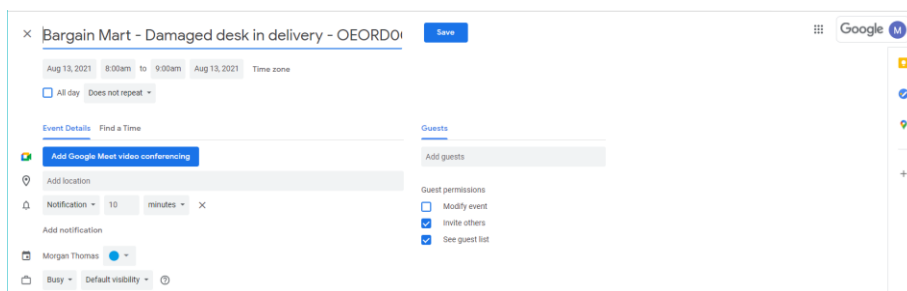 Bargain Mart - Damaged desk in delivery - OEORD0
Save
Google M
Aug 13, 2021 8:00am to 9:00am Aug 13, 2021 Time zone
All day Does not repeat
Event Details Find a Time
Guests
Add Google Meet video conferencing
Add guests
Add location
Guest permissions
Notification 10 minutes
Modify event
Invite others
Add notification
See guest list
Morgan Thomas
Busy Default visibility